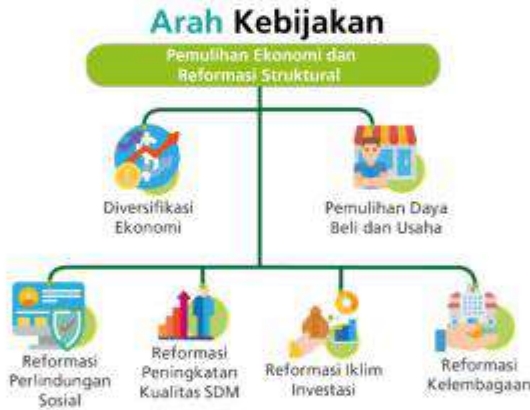 Arah Kebijakan
Pemulihan Ekonomi dan
Reformasi Struktural
Diversifikasi
Ekonomi
Pemulihan Daya
Beli dan Usaha
Reformasi
Perlindungan
Sosial
Reformasi
Peningkatan
Kualitas SDM
Reformasi Iklim
Investasi
Reformasi
Kelembagaan